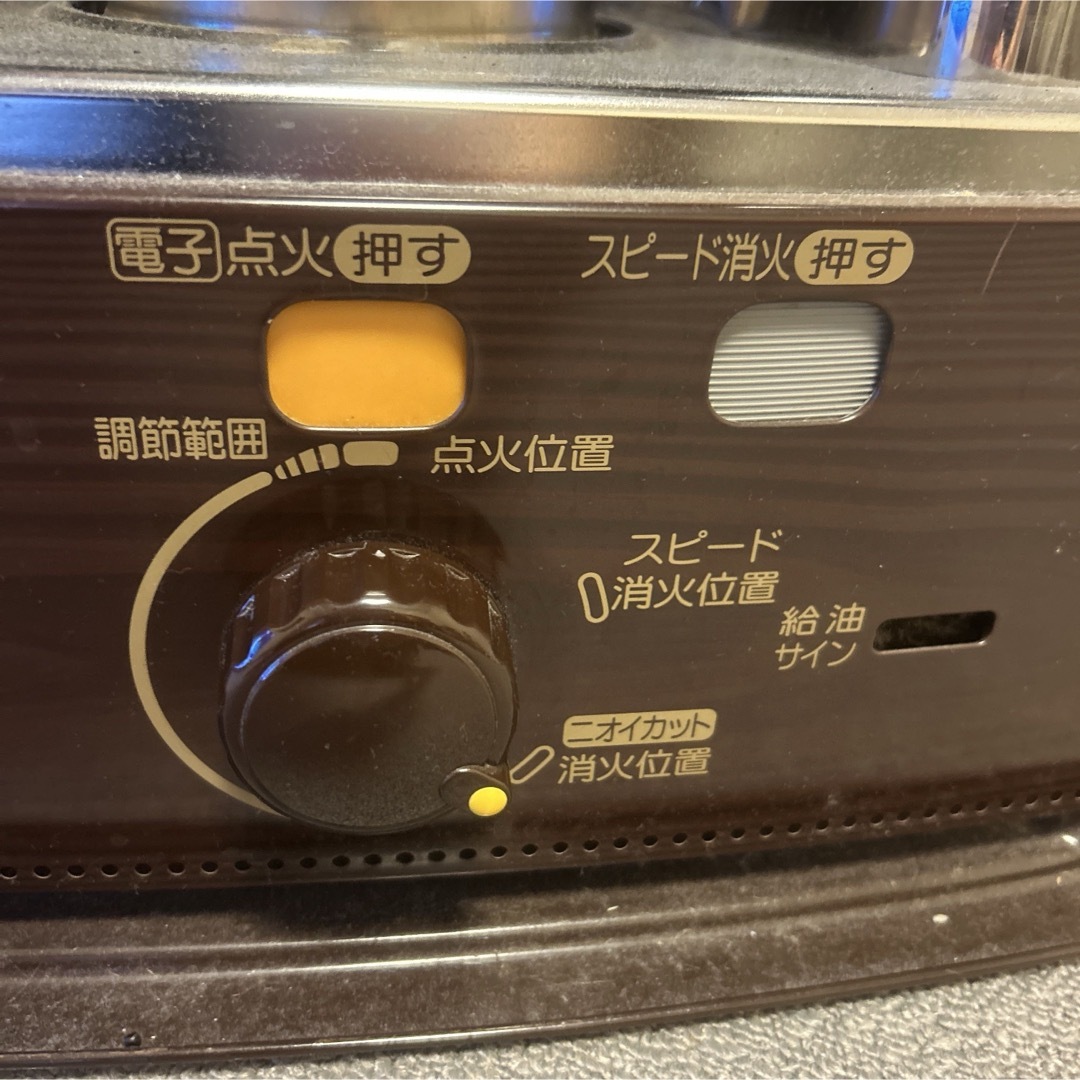 電子点火 押す
スピード消火 押す
調節範囲
点火位置
スピード
消火位置
給油
サイン
ニオイカット
消火位置